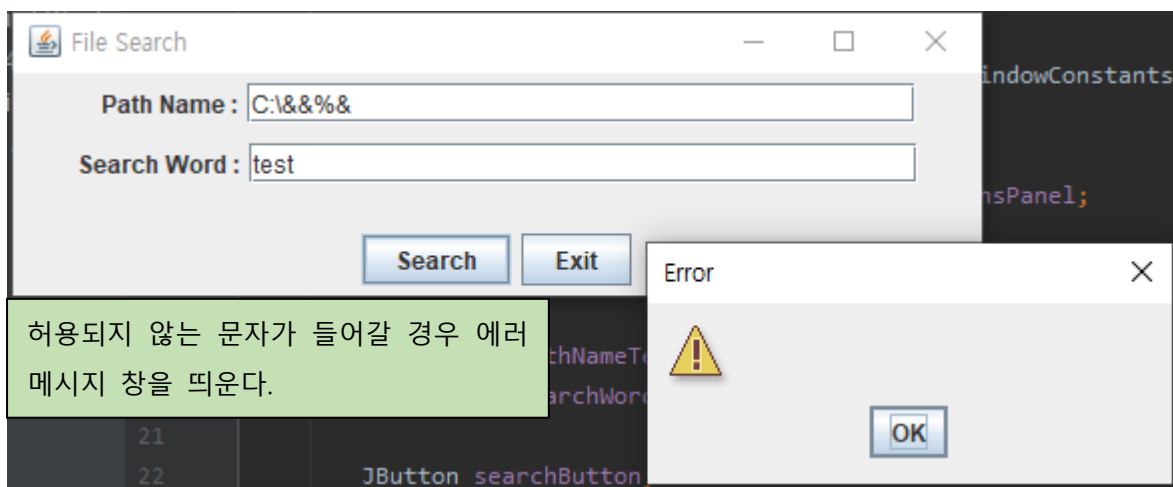 File Search
indowConstants
Path Name : C:\&&%&
Search Word : test
nsPanel;
Search Exit
Error
허용되지 않는 문자가 들어갈 경우 에러
메시지 창을 띄운다.
thNameTe
archWor
OK
21
22 JButton searchButton